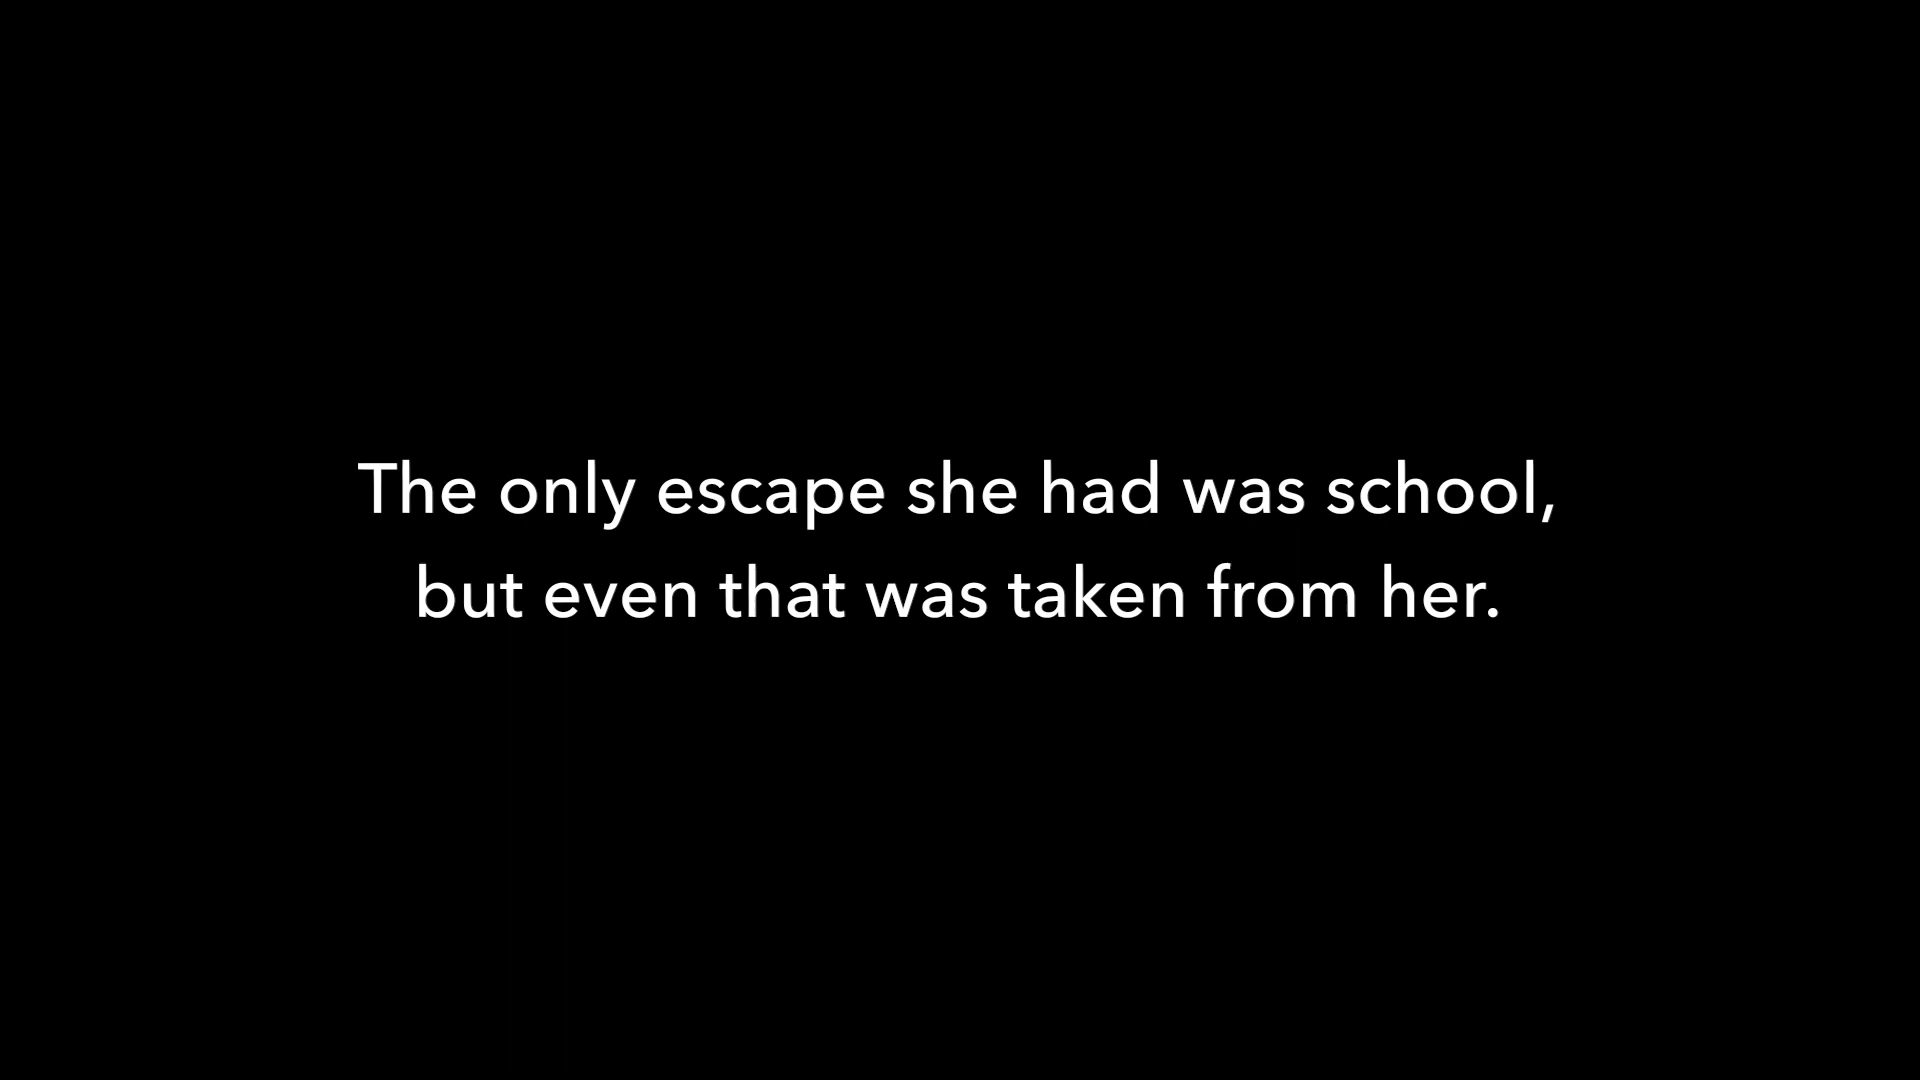 The only escape she had was school,
but even that was taken from her.